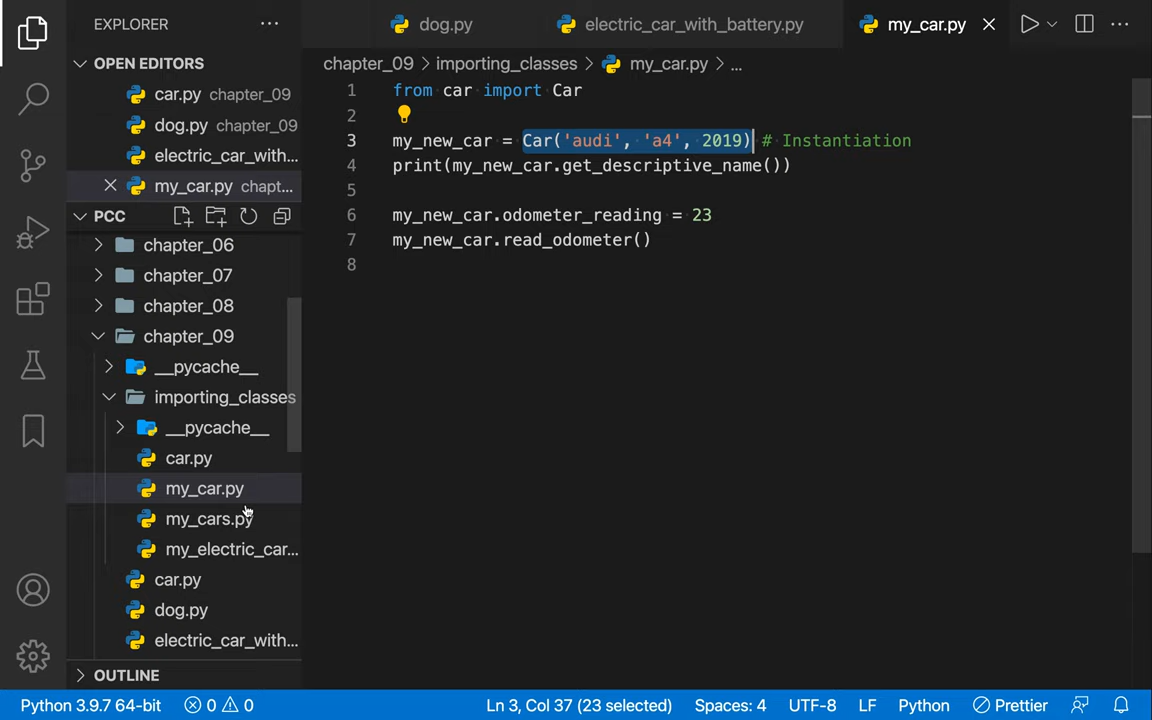 EXPLORER
OPEN EDITORS
car.py chapter_09
dog.py chapter_09
electric_car_with...
my_car.py chapt...
PCC
chapter_06
chapter_07
chapter_08
chapter_09
__pycache__
importing_classes
__pycache__
car.py
my_car.py
my_cars.py
my_electric_car...
car.py
dog.py
electric_car_with...
OUTLINE
dog.py electric_car_with_battery.py my_car.py
chapter_09 > importing_classes > my_car.py > ...
1 from car import Car
2
3 my_new_car = Car('audi', 'a4', 2019) # Instantiation
4 print(my_new_car.get_descriptive_name())
5
6 my_new_car.odometer_reading = 23
7 my_new_car.read_odometer()
8
Python 3.9.7 64-bit 0 0 Ln 3, Col 37 (23 selected) Spaces: 4 UTF-8 LF Python Prettier